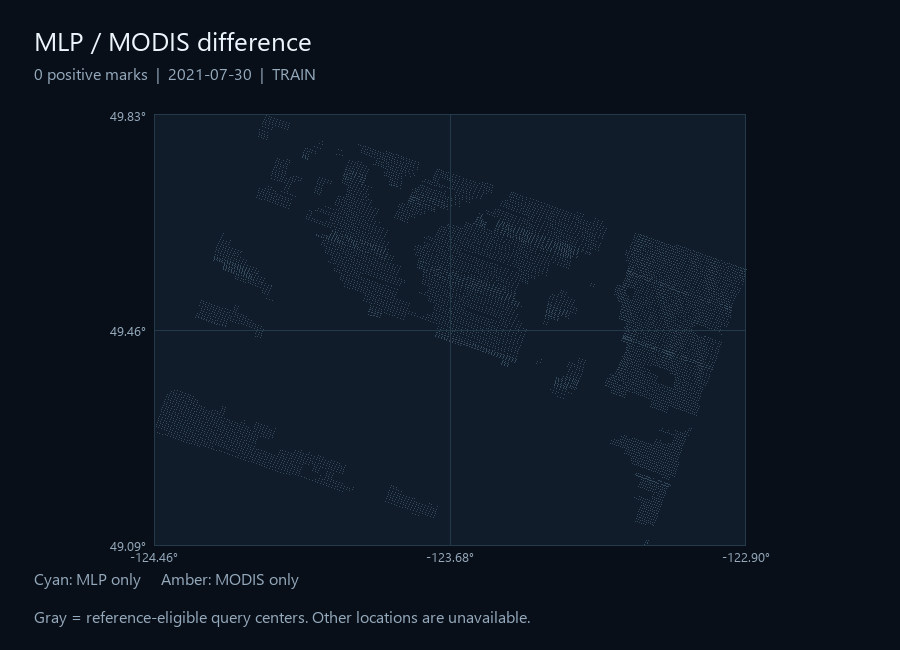 MLP / MODIS difference
0 positive marks | 2021-07-30 | TRAIN
49.83°
49.46°
49.09°
-124.46° -123.68° -122.90°
Cyan: MLP only Amber: MODIS only
Gray = reference-eligible query centers. Other locations are unavailable.